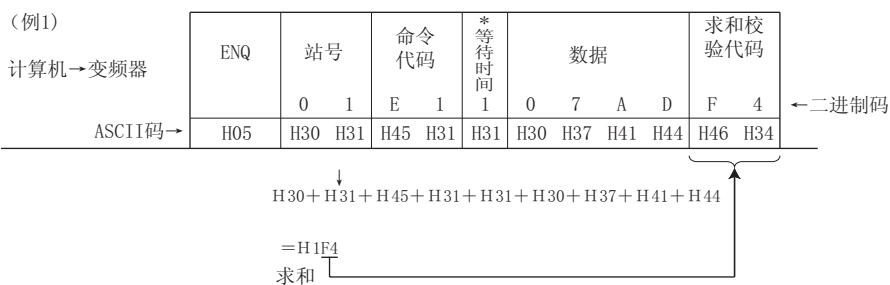 （例1）
计算机→变频器
ENQ
站号
命令
代码
*等待时间
数据
求和校
验代码
0 1 E 1 1 0 7 A D F 4 ←二进制码
ASCII码→ H05 H30 H31 H45 H31 H31 H30 H37 H41 H44 H46 H34
↓
H30+H31+H45+H31+H31+H30+H37+H41+H44
=H1F4
求和